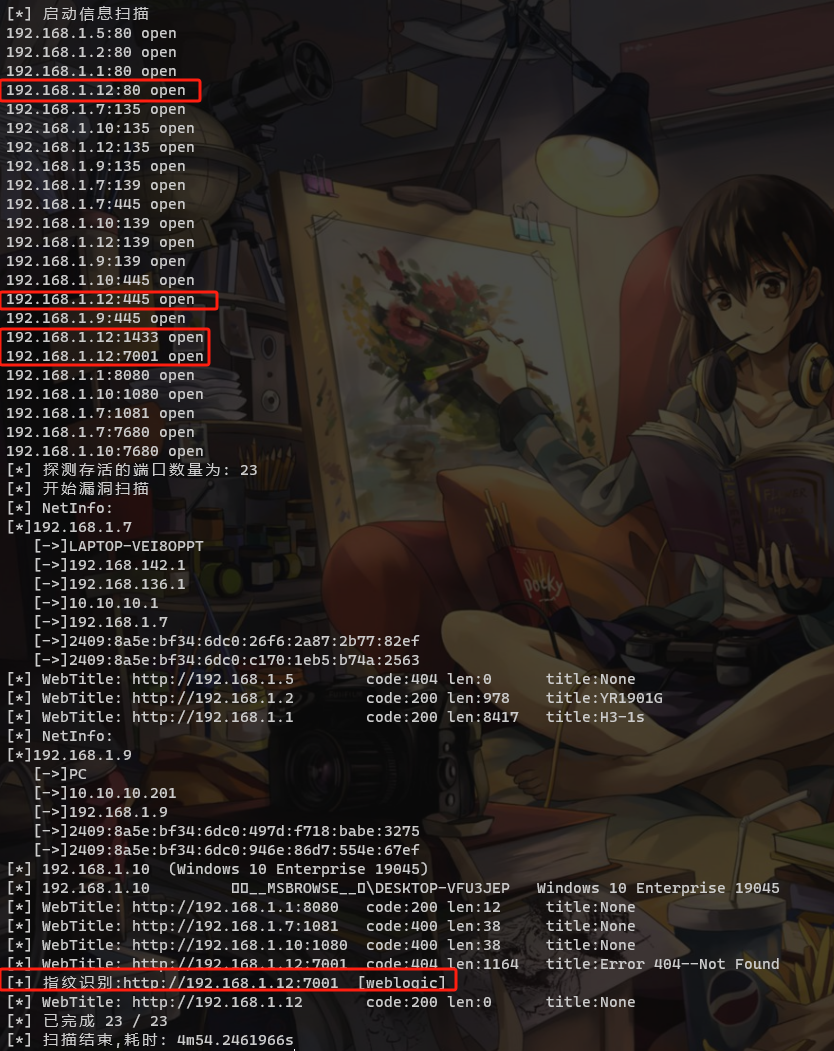 [*] 启动信息扫描
192.168.1.5:80 open
192.168.1.2:80 open
192.168.1.1:80 open
192.168.1.12:80 open
192.168.1.7:135 open
192.168.1.10:135 open
192.168.1.12:135 open
192.168.1.9:135 open
192.168.1.7:139 open
192.168.1.7:445 open
192.168.1.10:139 open
192.168.1.12:139 open
192.168.1.9:139 open
192.168.1.10:445 open
192.168.1.12:445 open
192.168.1.9:445 open
192.168.1.12:1433 open
192.168.1.12:7001 open
192.168.1.1:8080 open
192.168.1.10:1080 open
192.168.1.7:1081 open
192.168.1.7:7680 open
192.168.1.10:7680 open
[*] 探测存活的端口数量为: 23
[*] 开始漏洞扫描
[*] NetInfo:
[*]192.168.1.7
[->]LAPTOP-VEI8OPPT
[->]192.168.142.1
[->]192.168.136.1
[->]10.10.10.1
[->]192.168.1.7
[->]2409:8a5e:bf34:6dc0:26f6:2a87:2b77:82ef
[->]2409:8a5e:bf34:6dc0:c170:1eb5:b74a:2563
[*] WebTitle: http://192.168.1.5 code:404 len:0 title:None
[*] WebTitle: http://192.168.1.2 code:200 len:978 title:YR1901G
[*] WebTitle: http://192.168.1.1 code:200 len:8417 title:H3-1s
[*] NetInfo:
[*]192.168.1.9
[->]PC
[->]10.10.10.201
[->]192.168.1.9
[->]2409:8a5e:bf34:6dc0:497d:f718:babe:3275
[->]2409:8a5e:bf34:6dc0:946e:86d7:554e:67ef
[*] 192.168.1.10 (Windows 10 Enterprise 19045)
[*] 192.168.1.10 __MSBROWSE__\DESKTOP-VFU3JEP Windows 10 Enterprise 19045
[*] WebTitle: http://192.168.1.1:8080 code:200 len:12 title:None
[*] WebTitle: http://192.168.1.7:1081 code:400 len:38 title:None
[*] WebTitle: http://192.168.1.10:1080 code:400 len:38 title:None
[*] WebTitle: http://192.168.1.12:7001 code:404 len:1164 title:Error 404--Not Found
[+] 指纹识别:http://192.168.1.12:7001 [weblogic]
[*] WebTitle: http://192.168.1.12 code:200 len:0 title:None
[*] 已完成 23 / 23
[*] 扫描结束,耗时: 4m54.2461966s
pocky